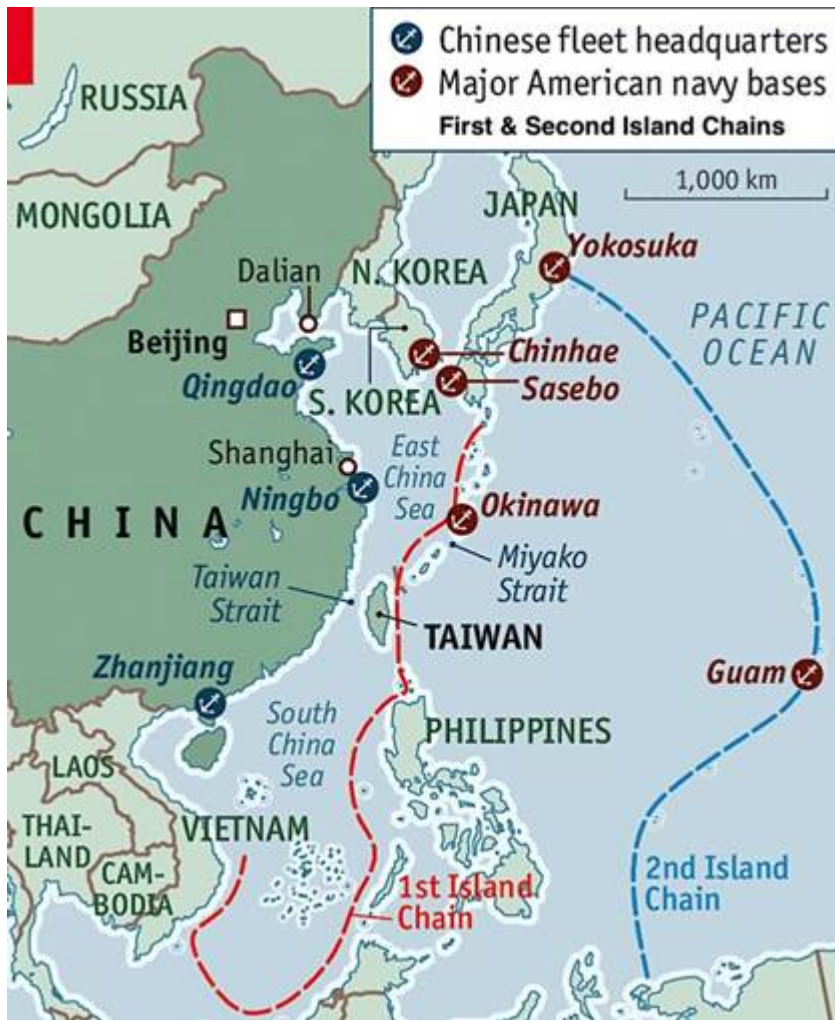 Chinese fleet headquarters
Major American navy bases
First & Second Island Chains
1,000 km
RUSSIA
MONGOLIA
JAPAN
Yokosuka
Dalian
N. KOREA
PACIFIC
OCEAN
Beijing
Chinhae
Qingdao
Sasebo
S. KOREA
Shanghai
East
China
Sea
Ningbo
Okinawa
CHINA
Miyako
Strait
Taiwan
Strait
TAIWAN
Zhanjiang
Guam
South
China
Sea
PHILIPPINES
LAOS
THAI-
LAND
VIETNAM
CAM-
BODIA
1st Island
Chain
2nd Island
Chain